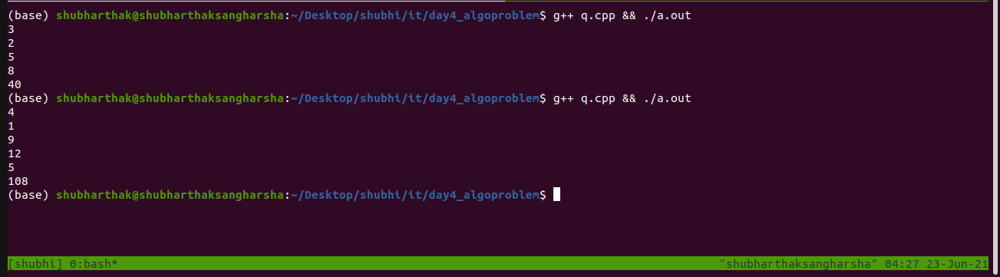 (base) shubharthak@shubharthaksangharsha:~/Desktop/shubhi/it/day4_algoproblem$ g++ q.cpp && ./a.out
3
2
5
8
40
(base) shubharthak@shubharthaksangharsha:~/Desktop/shubhi/it/day4_algoproblem$ g++ q.cpp && ./a.out
4
1
9
12
5
108
(base) shubharthak@shubharthaksangharsha:~/Desktop/shubhi/it/day4_algoproblem$
[shubhi] 0:bash* "shubharthaksangharsha" 04:27 23-Jun-21